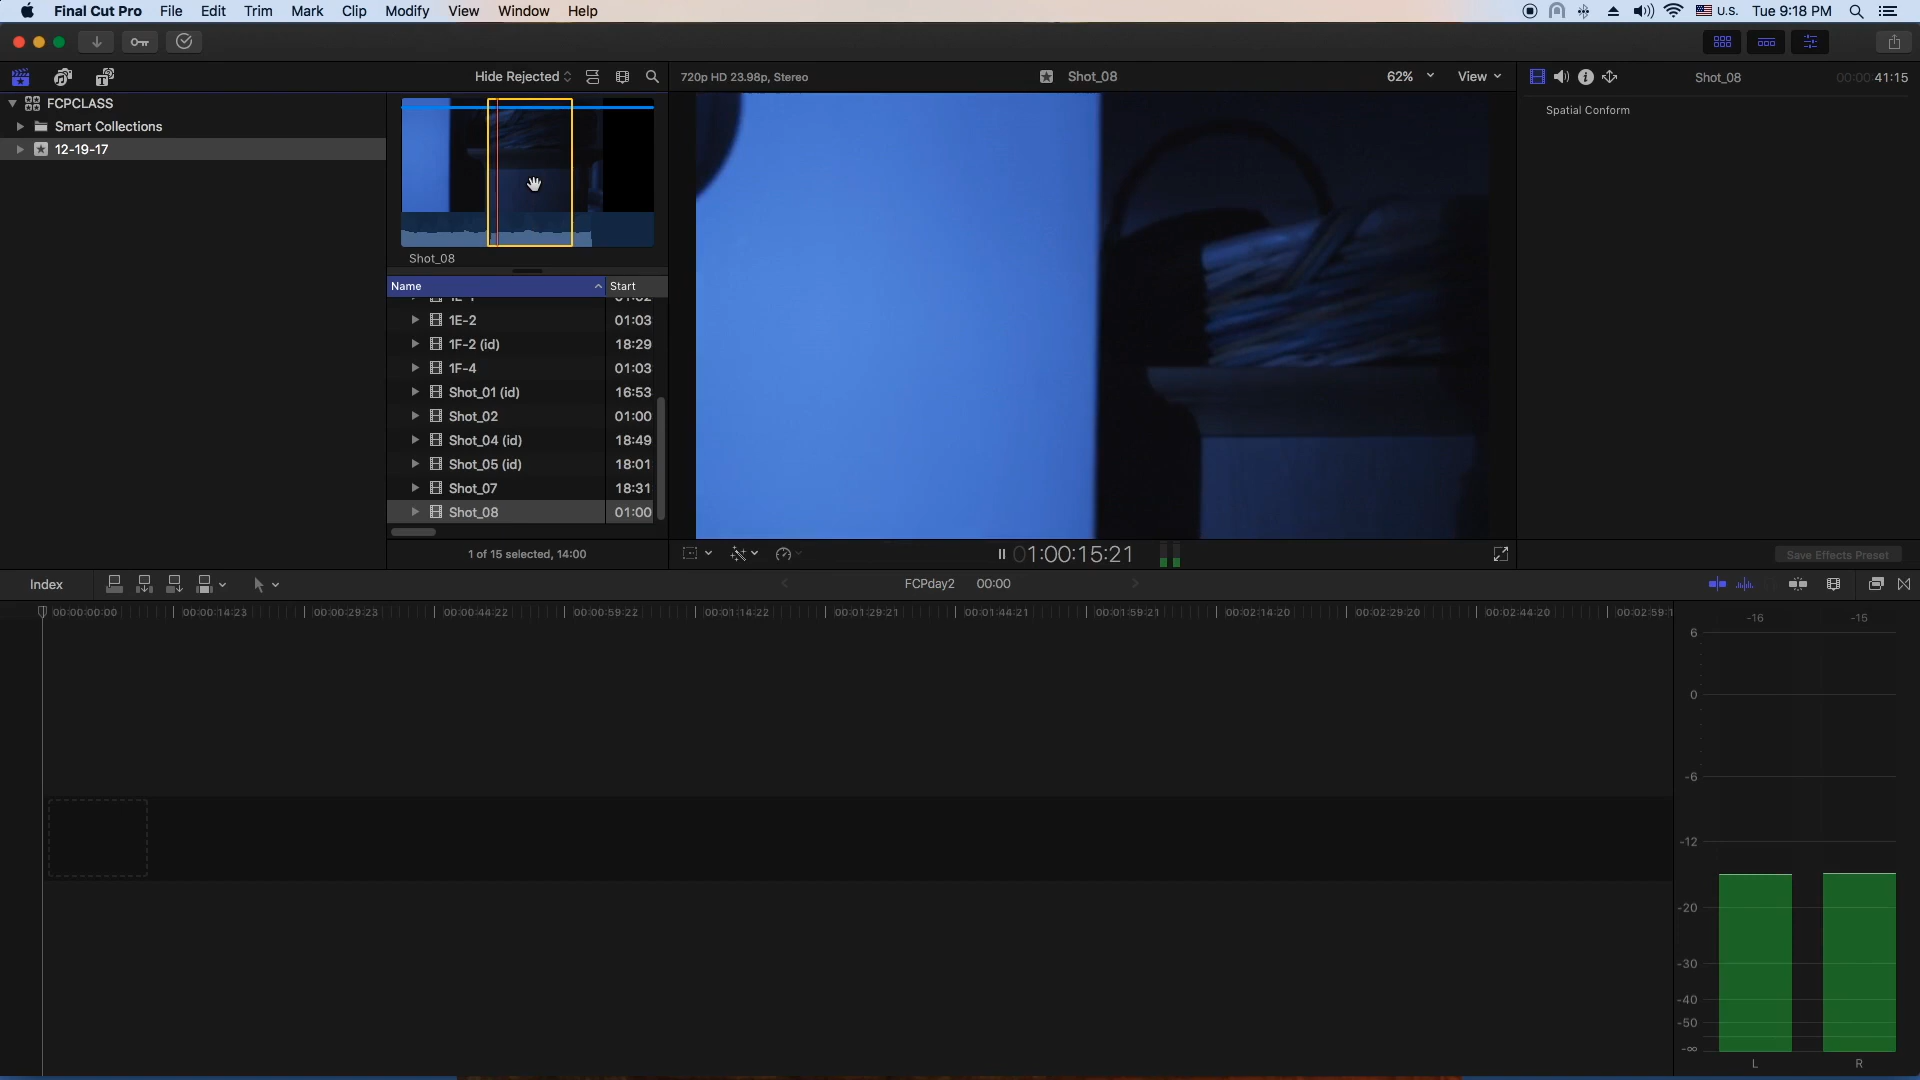 Final Cut Pro File Edit Trim Mark Clip Modify View Window Help U.S. Tue 9:18 PM
Hide Rejected 720p HD 23.98p, Stereo Shot_08 62% View Shot_08 00:00:41:15
FCPCLASS
Spatial Conform
Smart Collections
12-19-17
Shot_08
Name Start
1E-2 01:03
1F-2 (id) 18:29
1F-4 01:03
Shot_01 (id) 16:53
Shot_02 01:00
Shot_04 (id) 18:49
Shot_05 (id) 18:01
Shot_07 18:31
Shot_08 01:00
1 of 15 selected, 14:00 01:00:15:21 Save Effects Preset
Index FCPday2 00:00
00:00:00:00 00:00:14:23 00:00:29:23 00:00:44:22 00:00:59:22 00:01:14:22 00:01:29:21 00:01:44:21 00:01:59:21 00:02:14:20 00:02:29:20 00:02:44:20 00:02:59:1
-16 -15
6
0
-6
-12
-20
-30
-40
-50
-∞
L R